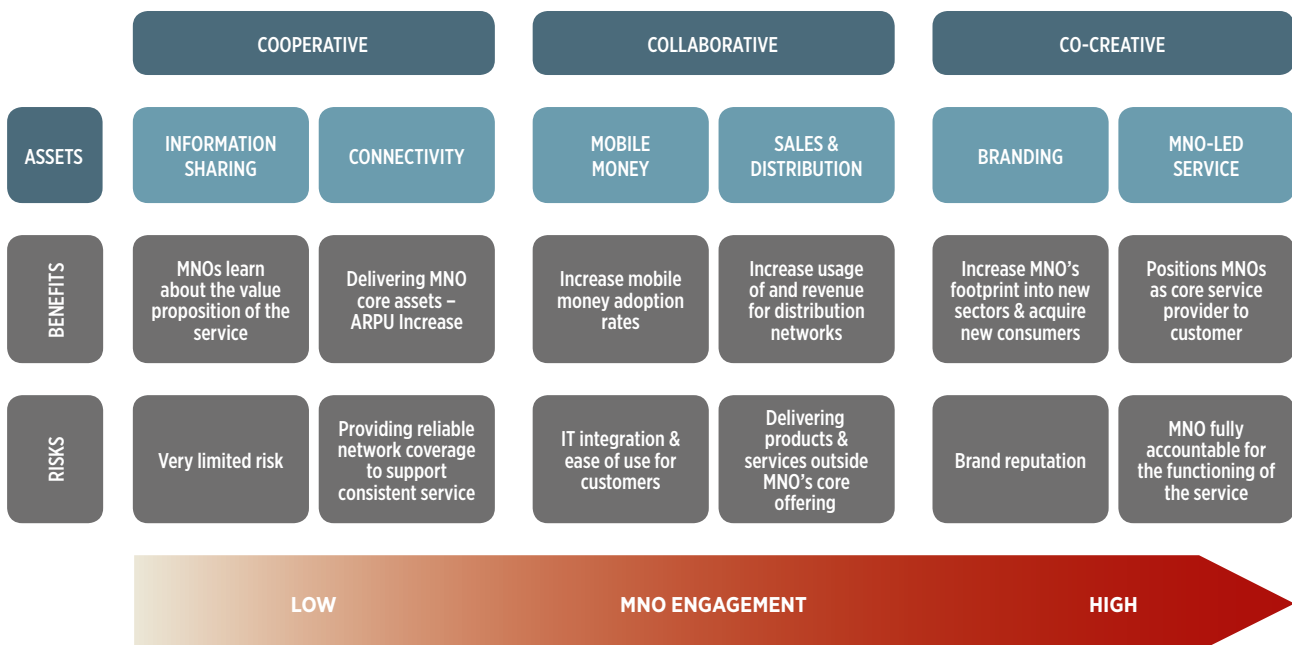 COOPERATIVE
COLLABORATIVE
CO-CREATIVE
ASSETS
INFORMATION
SHARING
CONNECTIVITY
MOBILE
MONEY
SALES &
DISTRIBUTION
BRANDING
MNO-LED
SERVICE
BENEFITS
MNOs learn
about the value
proposition of the
service
Delivering MNO
core assets –
ARPU Increase
Increase mobile
money adoption
rates
Increase usage
of and revenue
for distribution
networks
Increase MNO’s
footprint into new
sectors & acquire
new consumers
Positions MNOs
as core service
provider to
customer
RISKS
Very limited risk
Providing reliable
network coverage
to support
consistent service
IT integration &
ease of use for
customers
Delivering
products &
services outside
MNO’s core
offering
Brand reputation
MNO fully
accountable for
the functioning of
the service
LOW
MNO ENGAGEMENT
HIGH